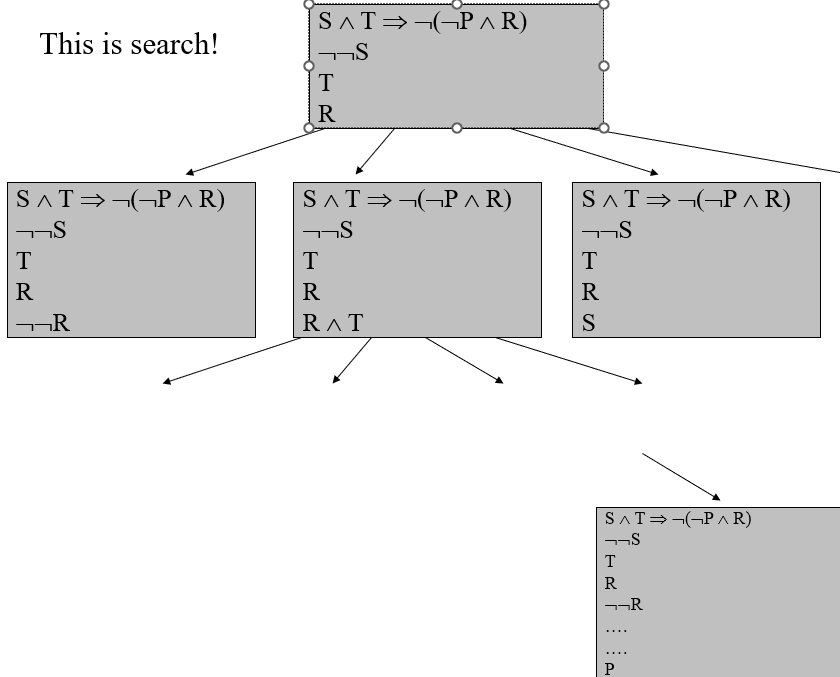 This is search!
S ∧ T ⇒ ¬(¬P ∧ R)
¬¬S
T
R
S ∧ T ⇒ ¬(¬P ∧ R)
¬¬S
T
R
¬¬R
S ∧ T ⇒ ¬(¬P ∧ R)
¬¬S
T
R
R ∧ T
S ∧ T ⇒ ¬(¬P ∧ R)
¬¬S
T
R
S
S ∧ T ⇒ ¬(¬P ∧ R)
¬¬S
T
R
¬¬R
....
....
P